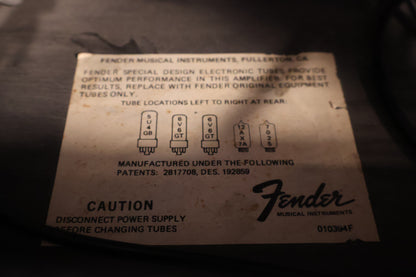 FENDER MUSICAL INSTRUMENTS, FULLERTON, CA.
FENDER SPECIAL DESIGN ELECTRONIC TUBES PROVIDE
OPTIMUM PERFORMANCE IN THIS AMPLIFIER. FOR BEST
RESULTS, REPLACE WITH FENDER ORIGINAL EQUIPMENT
TUBES ONLY.
TUBE LOCATIONS LEFT TO RIGHT AT REAR:
5U4GB 6V6GT 6V6GT 12AX7A 7025
MANUFACTURED UNDER THE FOLLOWING
PATENTS: 2817708, DES. 192859
CAUTION
DISCONNECT POWER SUPPLY
BEFORE CHANGING TUBES
Fender
MUSICAL INSTRUMENTS
010394F